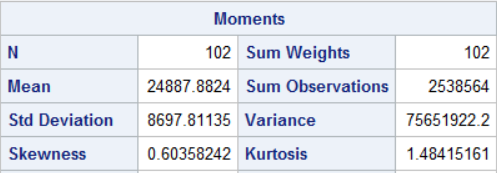 Moments
N 102 Sum Weights 102
Mean 24887.8824 Sum Observations 2538564
Std Deviation 8697.81135 Variance 75651922.2
Skewness 0.60358242 Kurtosis 1.48415161